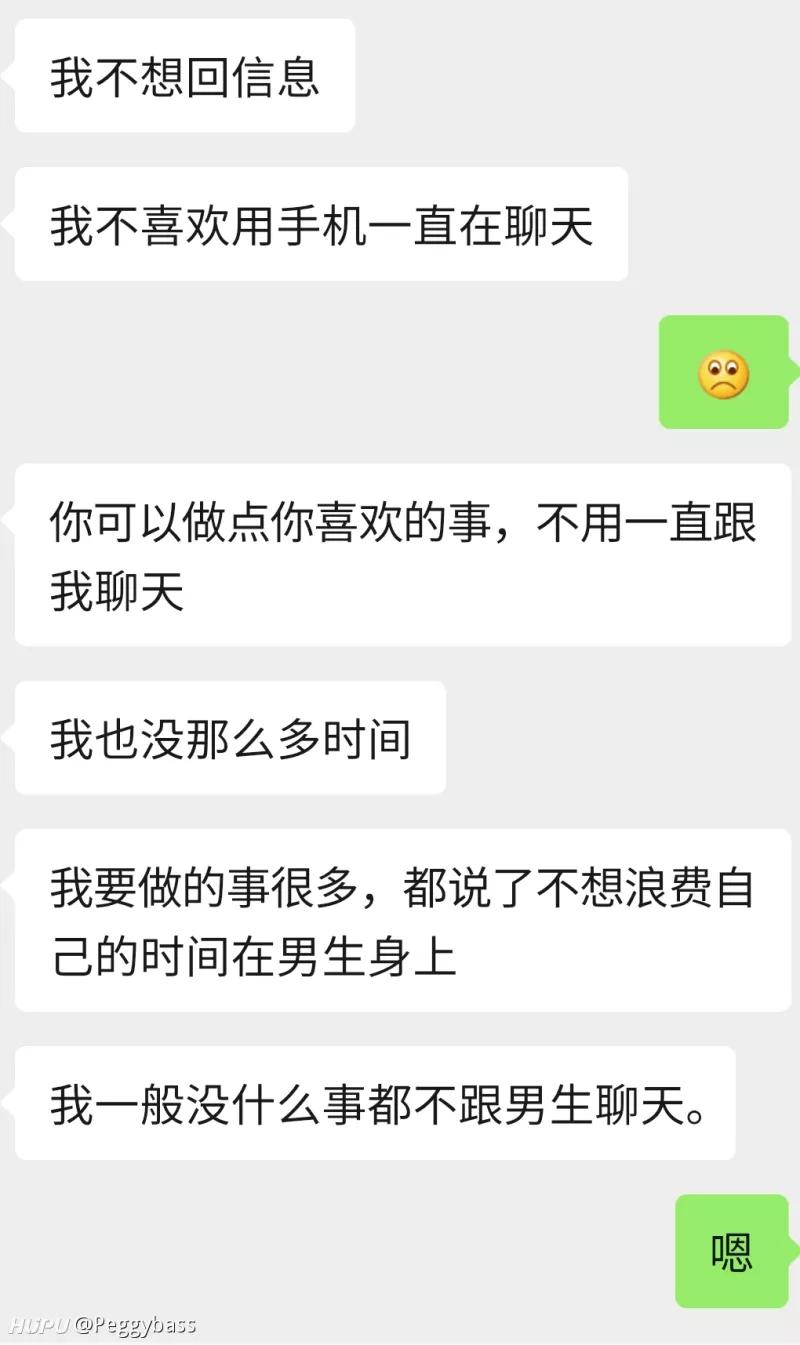 我不想回信息
我不喜欢用手机一直在聊天
你可以做点你喜欢的事，不用一直跟
我聊天
我也没那么多时间
我要做的事很多，都说了不想浪费自
己的时间在男生身上
我一般没什么事都不跟男生聊天。
嗯
HUPU @Peggybass